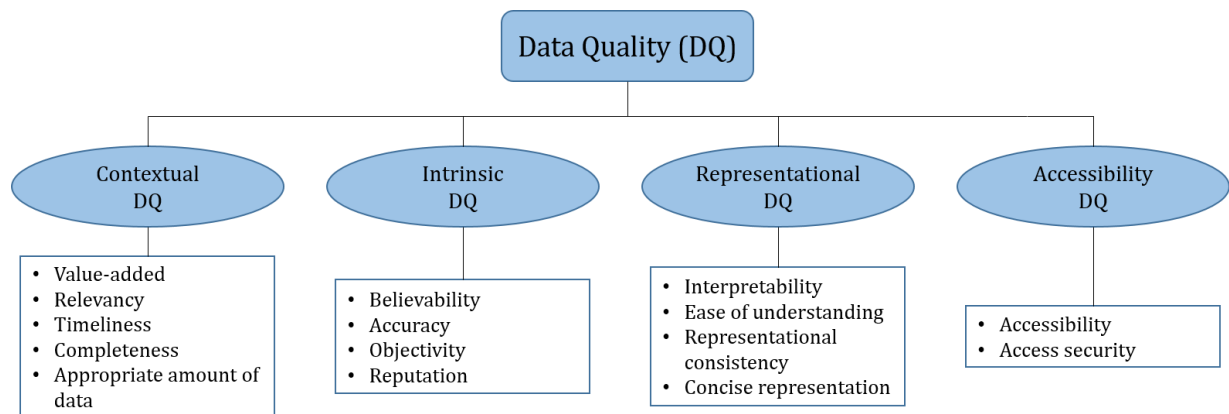 Data Quality (DQ)
Contextual
DQ
Intrinsic
DQ
Representational
DQ
Accessibility
DQ
• Value-added
• Relevancy
• Timeliness
• Completeness
• Appropriate amount of
data
• Believability
• Accuracy
• Objectivity
• Reputation
• Interpretability
• Ease of understanding
• Representational
consistency
• Concise representation
• Accessibility
• Access security